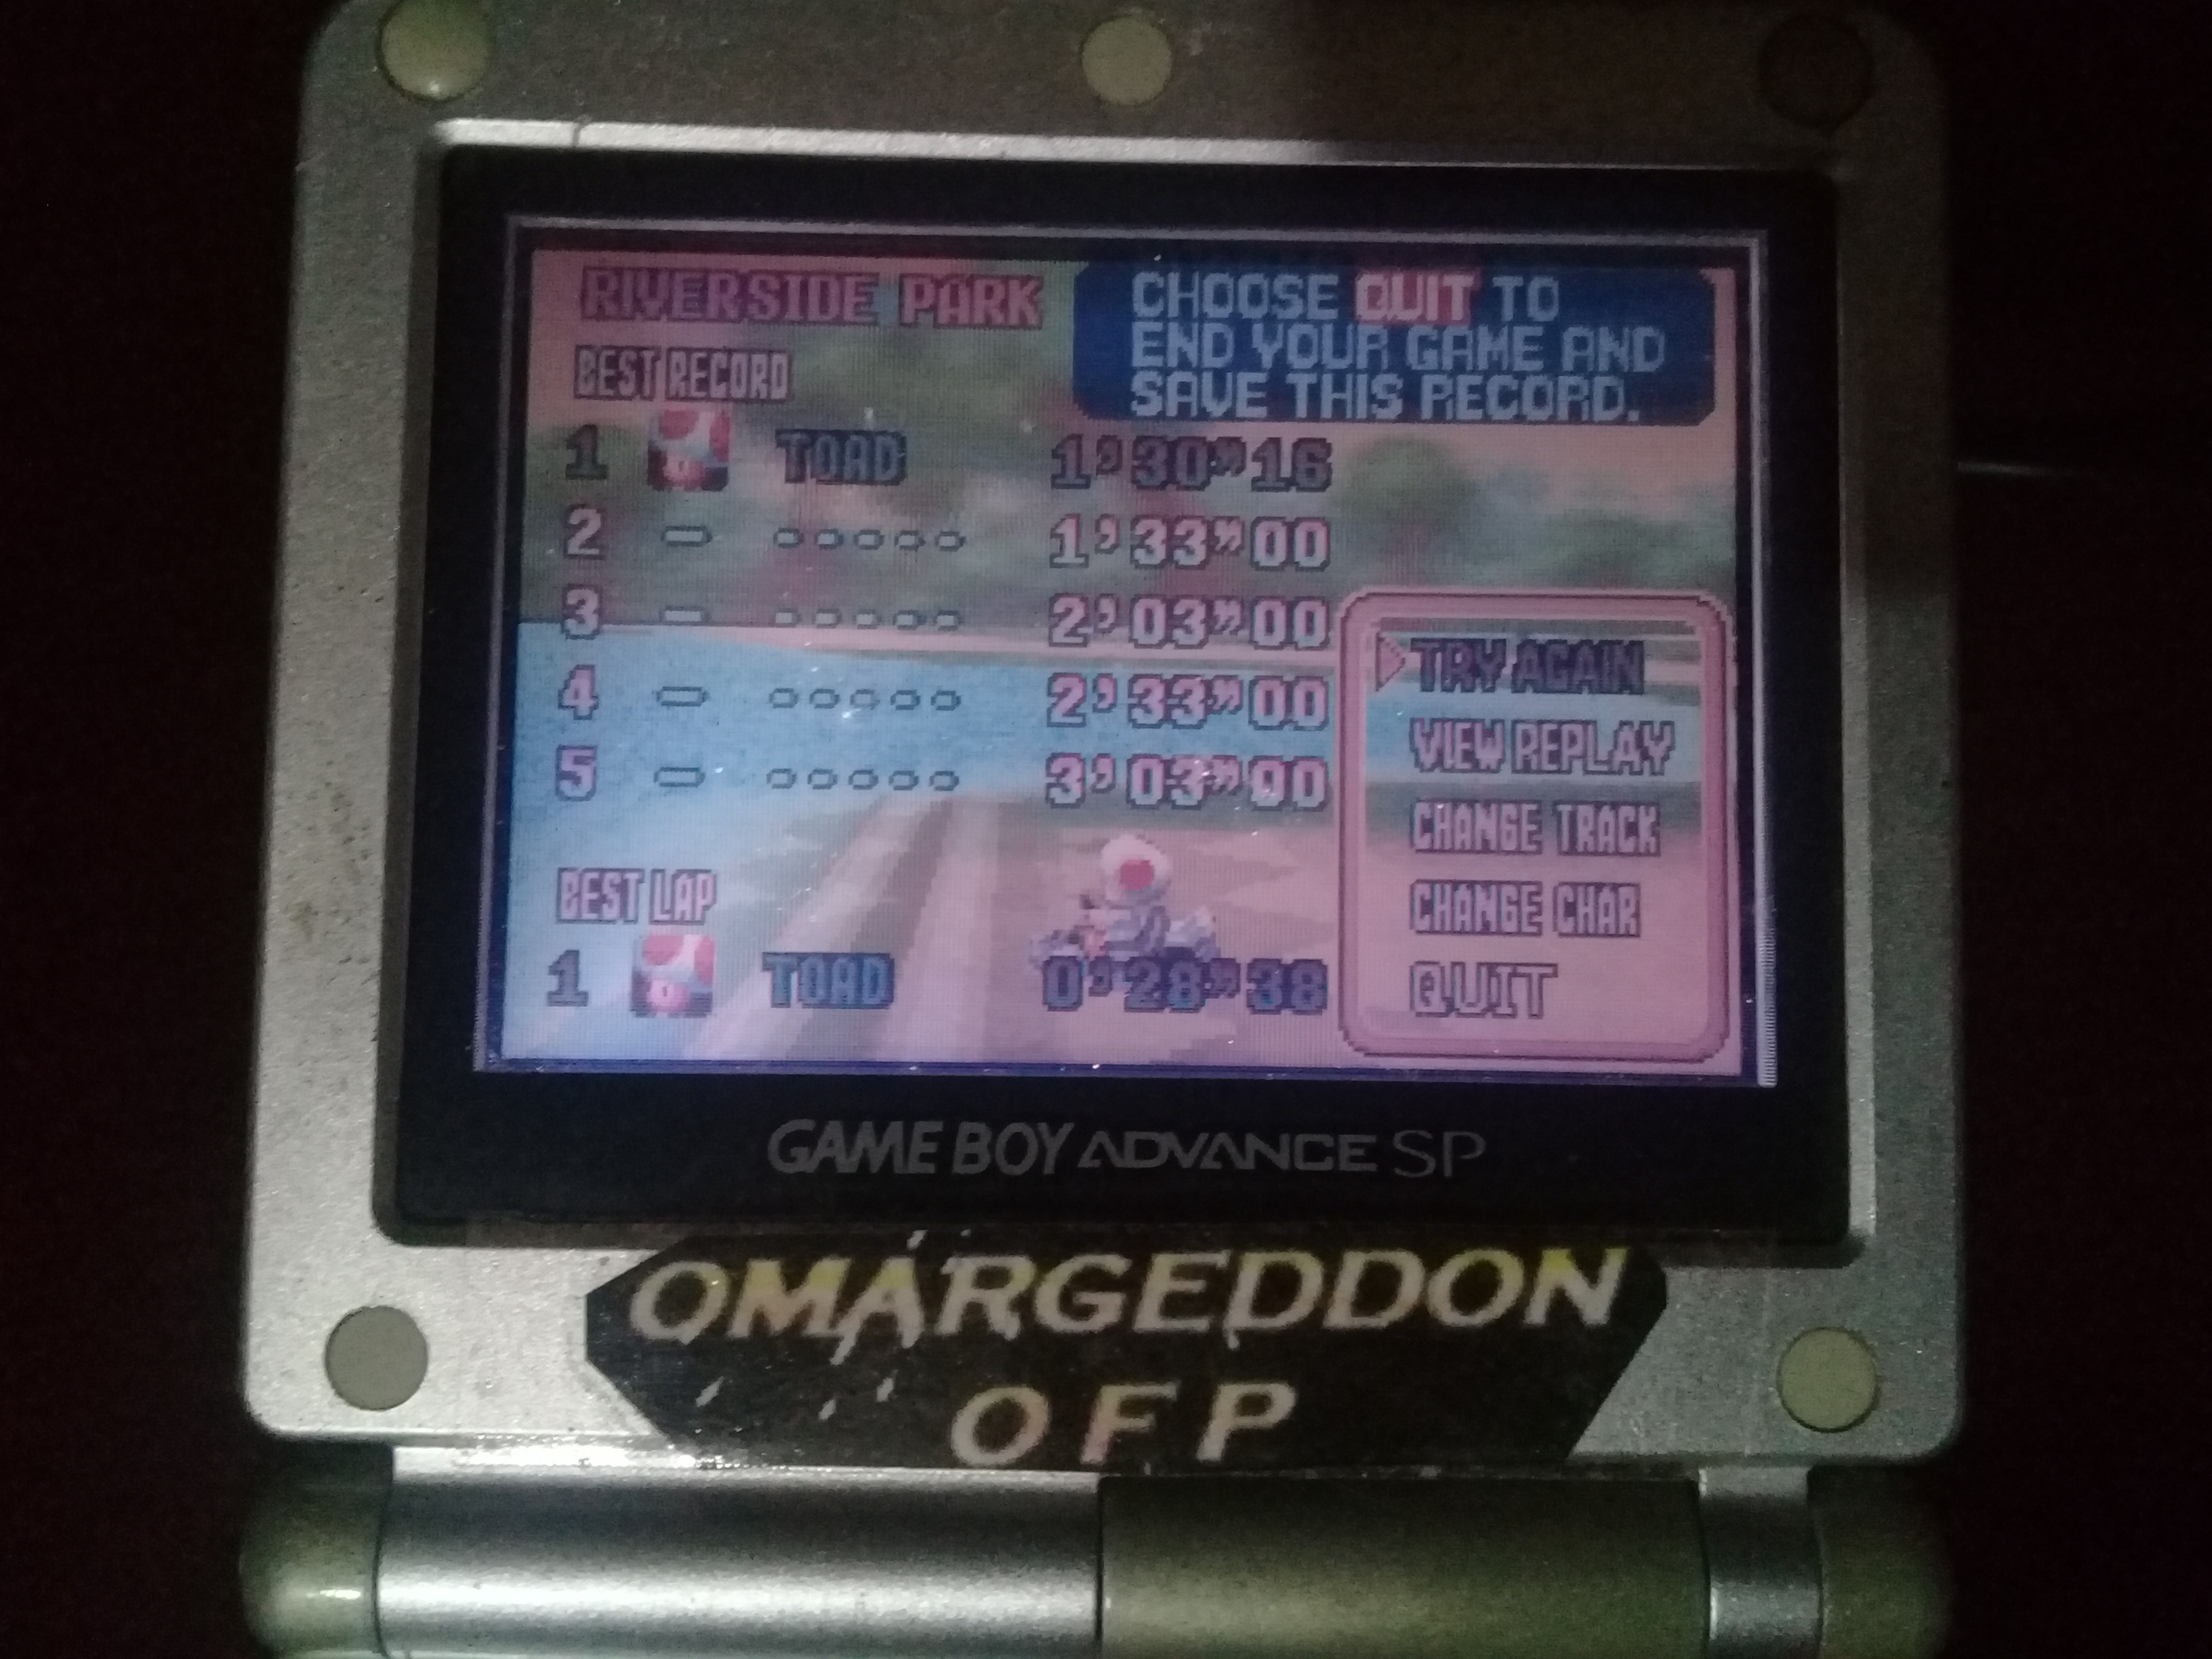 RIVERSIDE PARK
CHOOSE QUIT TO
END YOUR GAME AND
SAVE THIS RECORD.
BEST RECORD
1 TOAD 1'30"16
2 - ----- 1'33"00
3 - ----- 2'03"00
4 - ----- 2'33"00
5 - ----- 3'03"00
TRY AGAIN
VIEW REPLAY
CHANGE TRACK
CHANGE CHAR
QUIT
BEST LAP
1 TOAD 0'28"38
GAME BOY ADVANCE SP
OMARGEDDON
OFP